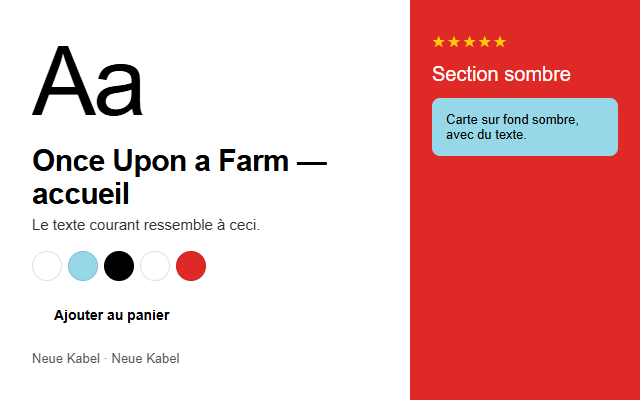 Aa
Once Upon a Farm —
accueil
Le texte courant ressemble à ceci.
Ajouter au panier
Neue Kabel · Neue Kabel
★★★★★
Section sombre
Carte sur fond sombre,
avec du texte.